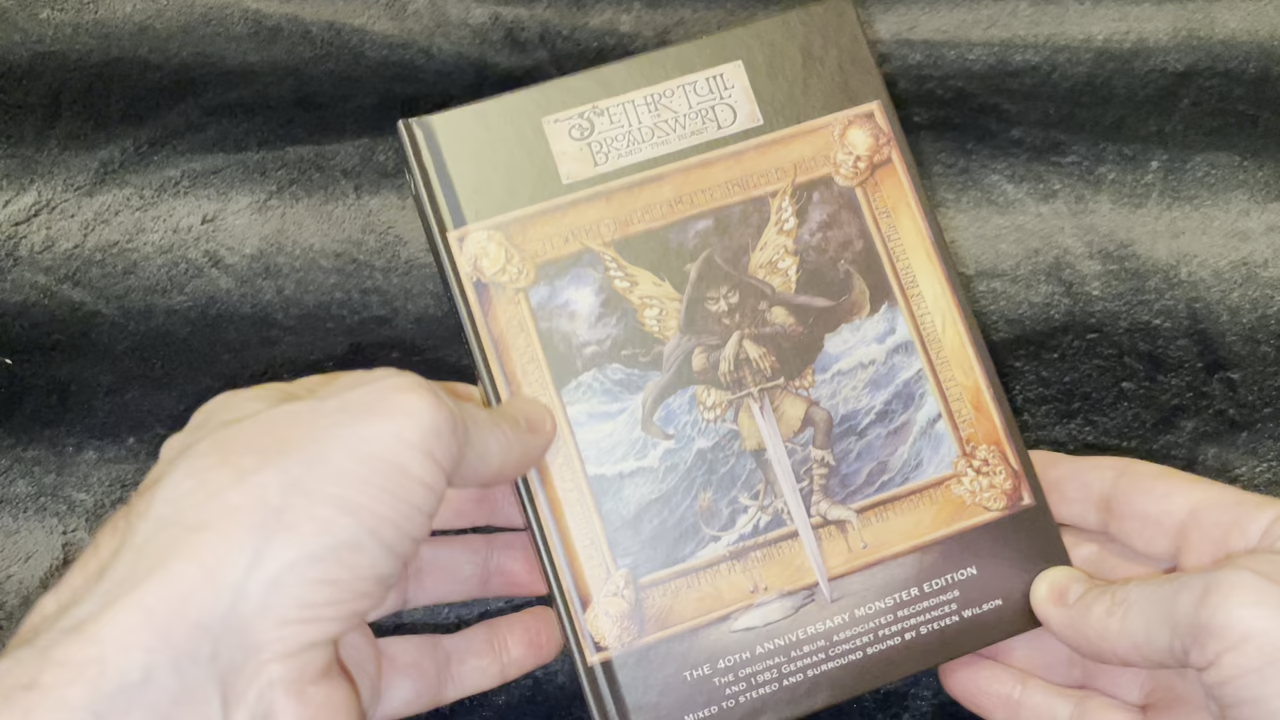 JETHRO TULL
THE
BROADSWORD
AND • THE • BEAST
THE 40TH ANNIVERSARY MONSTER EDITION
THE ORIGINAL ALBUM, ASSOCIATED RECORDINGS
AND 1982 GERMAN CONCERT PERFORMANCES
MIXED TO STEREO AND SURROUND SOUND BY STEVEN WILSON